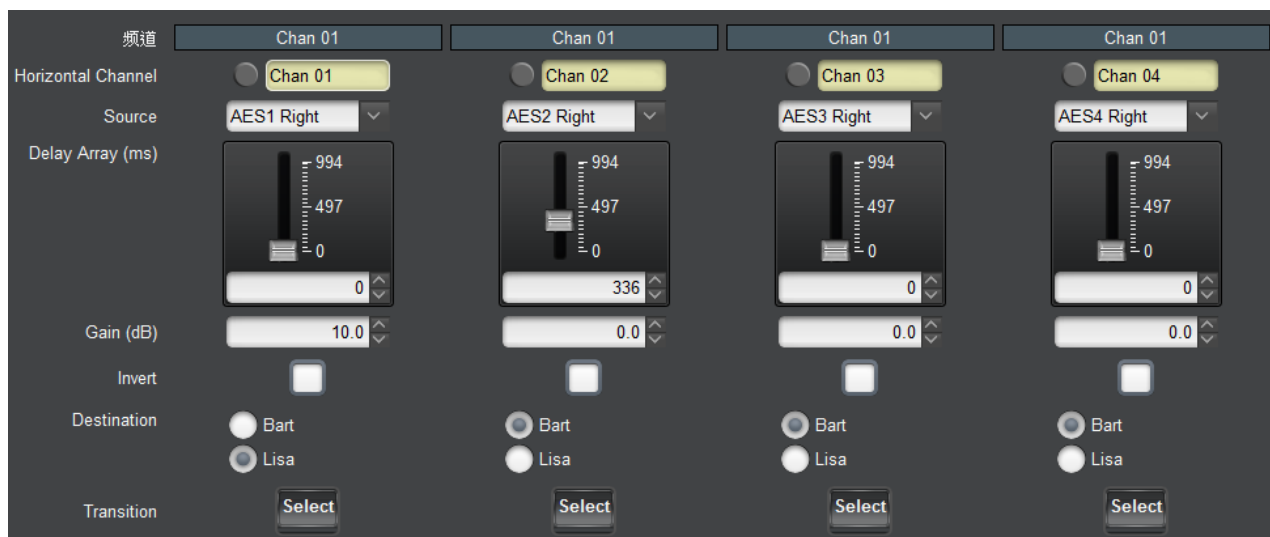 频道 Chan 01 Chan 01 Chan 01 Chan 01
Horizontal Channel Chan 01 Chan 02 Chan 03 Chan 04
Source AES1 Right AES2 Right AES3 Right AES4 Right
Delay Array (ms) 994 994 994 994
497 497 497 497
0 0 0 0
0 336 0 0
Gain (dB) 10.0 0.0 0.0 0.0
Invert
Destination Bart Bart Bart Bart
Lisa Lisa Lisa Lisa
Transition Select Select Select Select